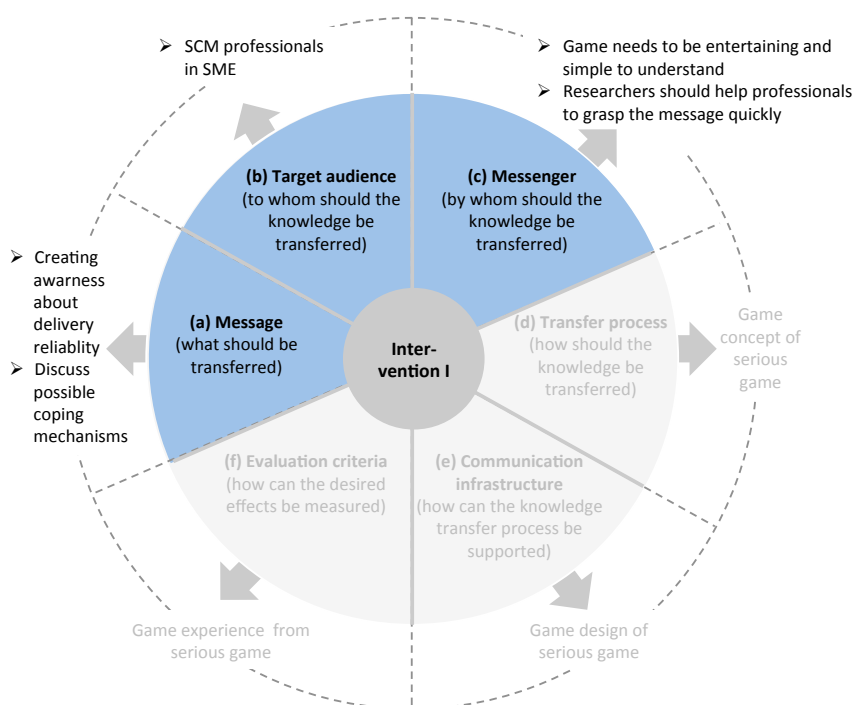 ➢ SCM professionals
in SME
➢ Game needs to be entertaining and
simple to understand
➢ Researchers should help professionals
to grasp the message quickly
(b) Target audience
(to whom should the
knowledge be
transferred)
(c) Messenger
(by whom should the
knowledge be
transferred)
➢ Creating
awarness
about
delivery
reliablity
➢ Discuss
possible
coping
mechanisms
(a) Message
(what should be
transferred)
Inter-
vention I
(d) Transfer process
(how should the
knowledge be
transferred)
Game
concept of
serious
game
(f) Evaluation criteria
(how can the desired
effects be measured)
(e) Communication
infrastructure
(how can the knowledge
transfer process be
supported)
Game experience from
serious game
Game design of
serious game